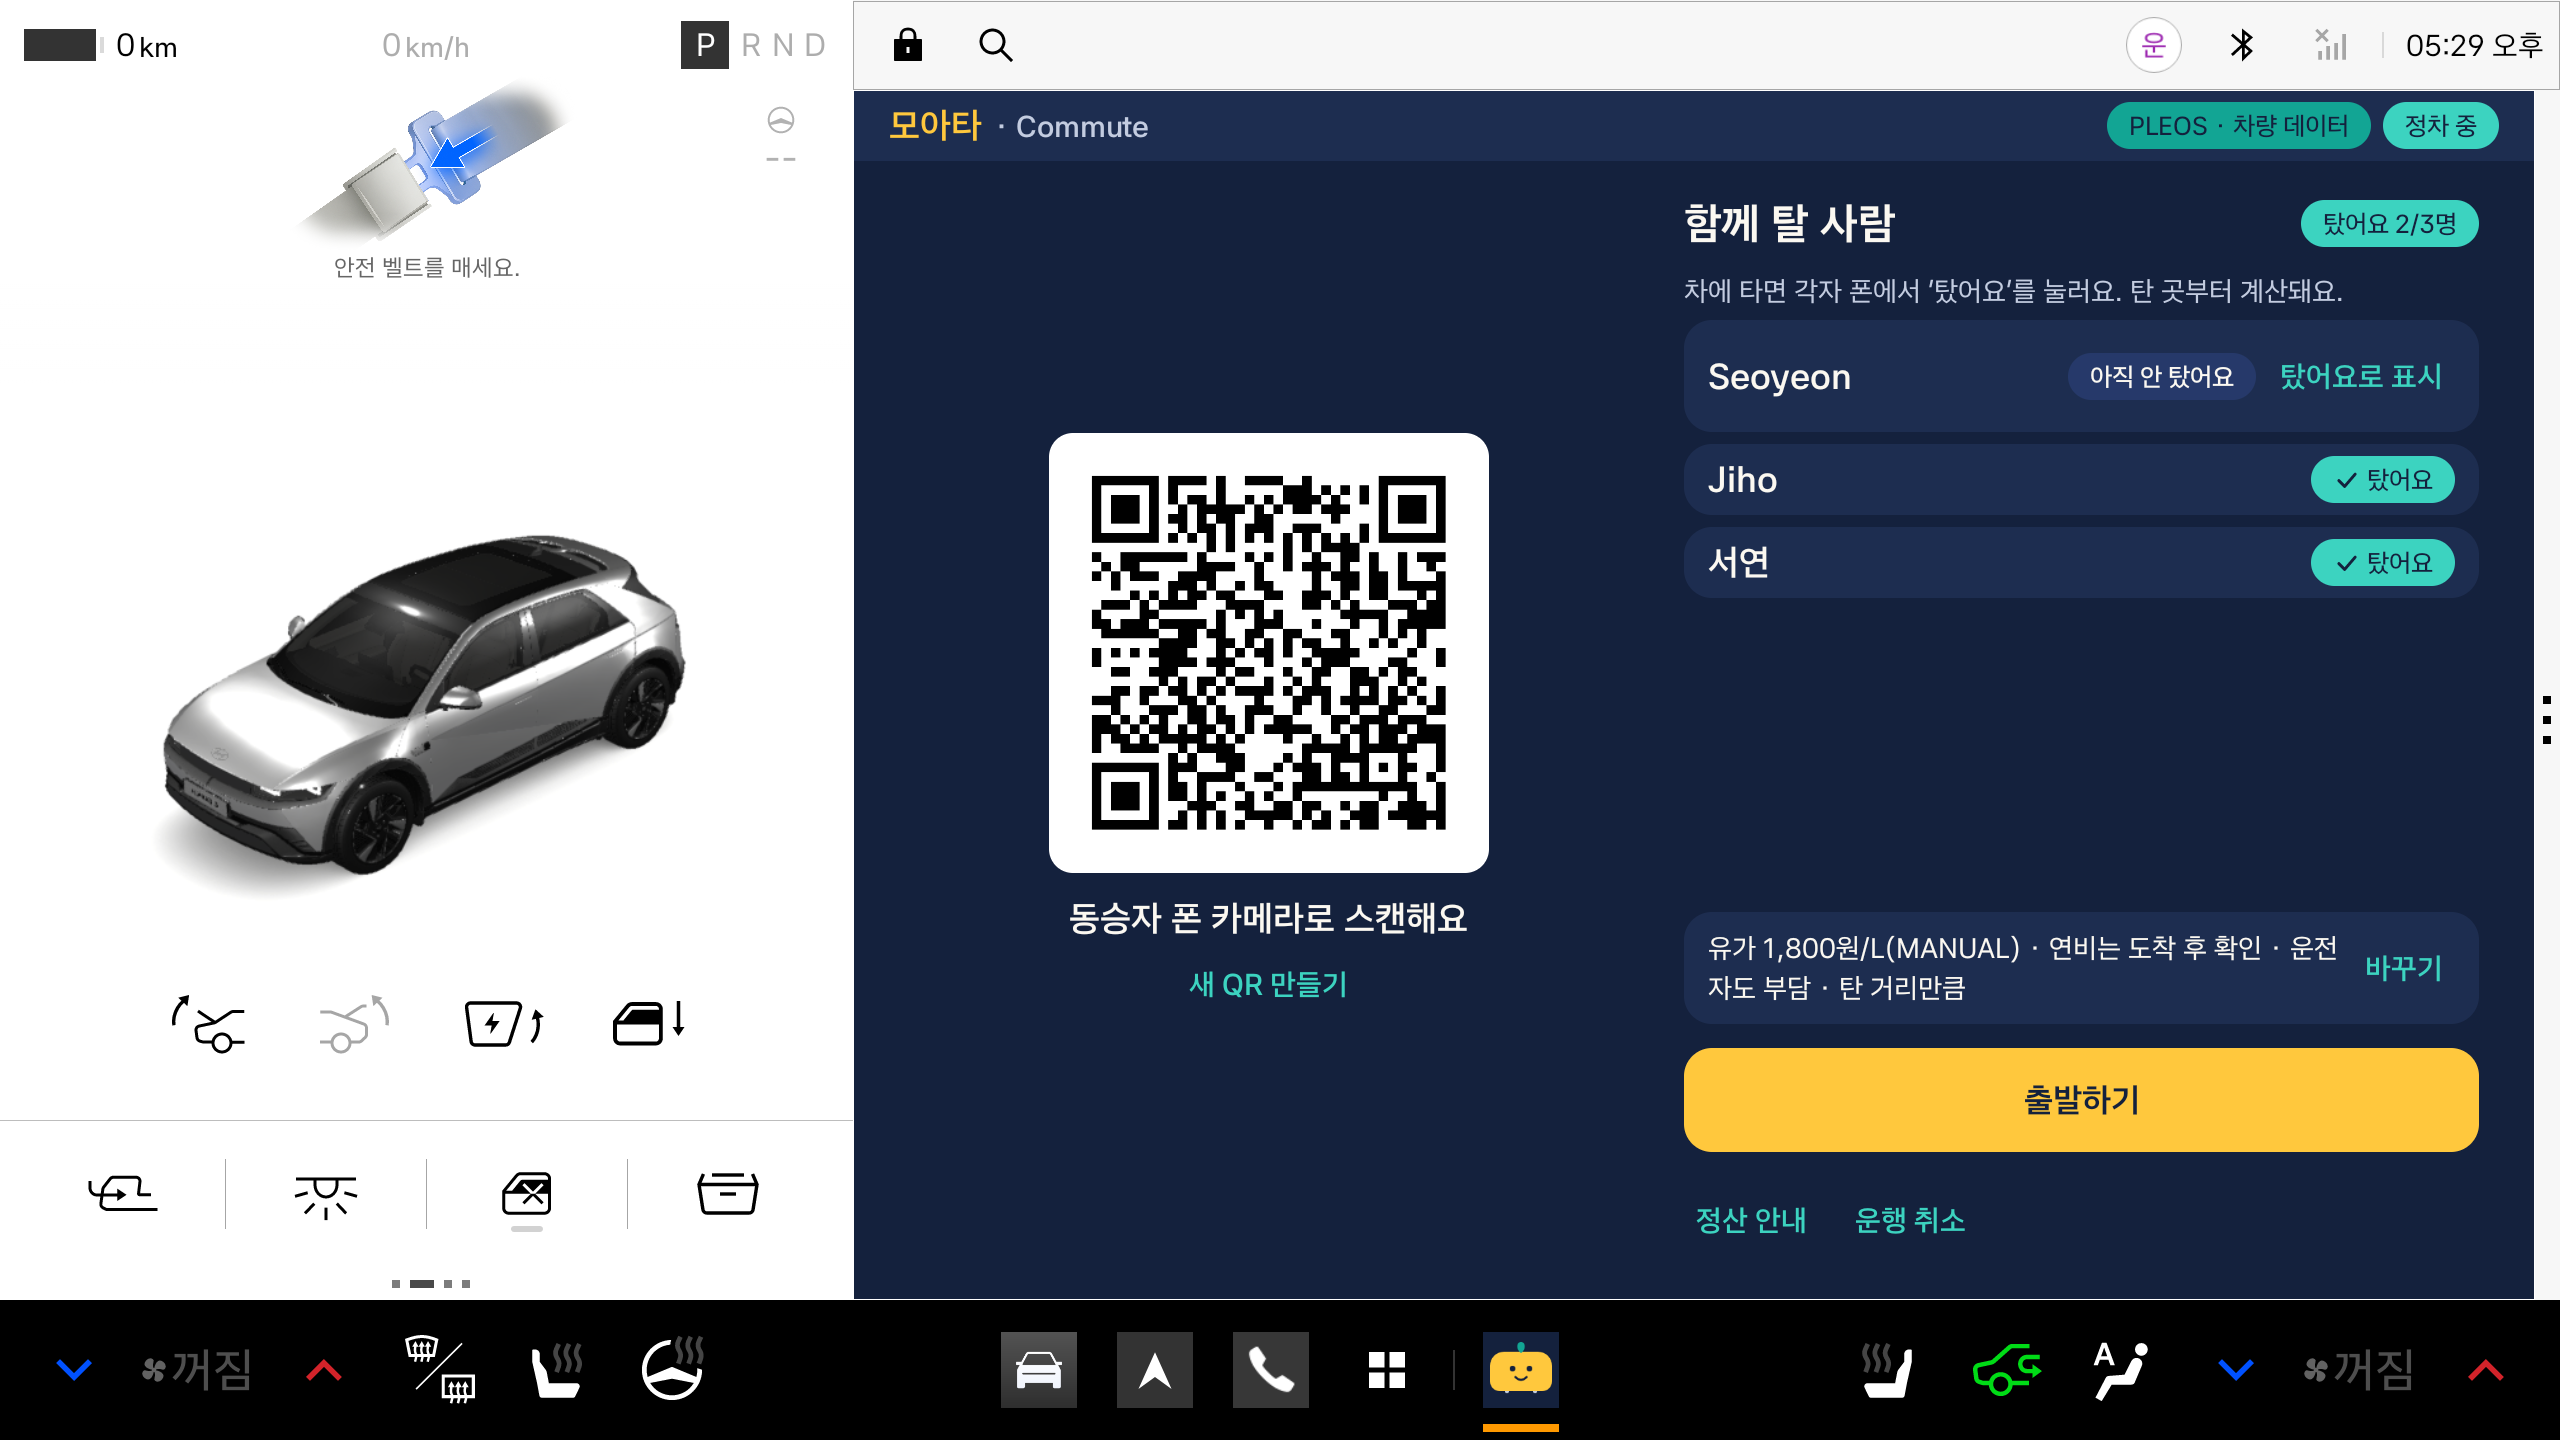 0 km
0 km/h
P R N D
운
05:29 오후
안전 벨트를 매세요.
모아타 · Commute
PLEOS · 차량 데이터
정차 중
함께 탈 사람
탔어요 2/3명
차에 타면 각자 폰에서 ‘탔어요’를 눌러요. 탄 곳부터 계산돼요.
Seoyeon
아직 안 탔어요
탔어요로 표시
Jiho
탔어요
서연
탔어요
동승자 폰 카메라로 스캔해요
새 QR 만들기
유가 1,800원/L(MANUAL) · 연비는 도착 후 확인 · 운전
자도 부담 · 탄 거리만큼
바꾸기
출발하기
정산 안내
운행 취소
꺼짐
A
꺼짐